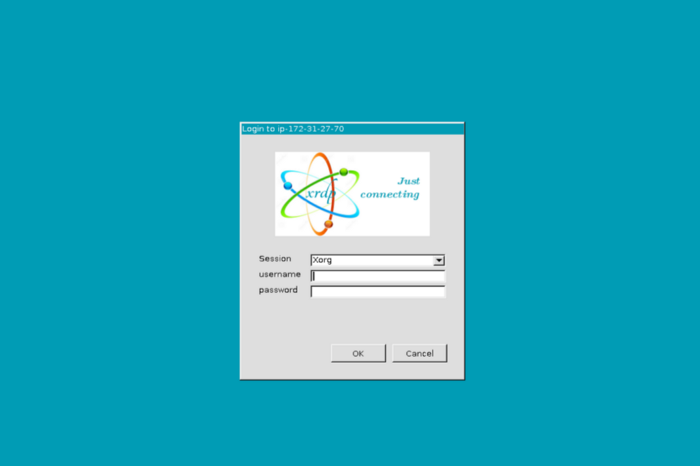 Login to ip-172-31-27-70
xrdp
Just
connecting
Session Xorg
username
password
OK Cancel